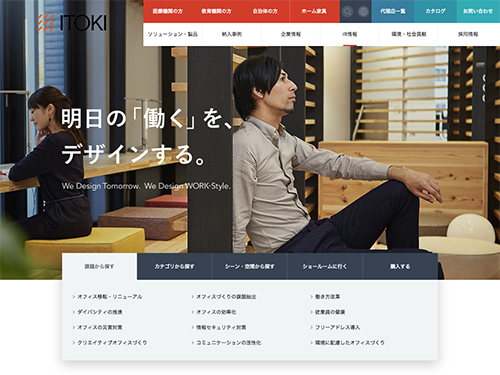 ITOKI
医療機関の方 教育機関の方 自治体の方 ホーム家具 代理店一覧 カタログ お問い合わせ
ソリューション・製品 納入事例 企業情報 IR情報 環境・社会貢献 採用情報
明日の「働く」を、
デザインする。
We Design Tomorrow. We Design WORK-Style.
課題から探す カテゴリから探す シーン・空間から探す ショールームに行く 購入する
オフィス移転・リニューアル オフィスづくりの課題抽出 働き方改革
ダイバシティの推進 オフィスの効率化 従業員の健康
オフィスの災害対策 情報セキュリティ対策 フリーアドレス導入
クリエイティブオフィスづくり コミュニケーションの活性化 環境に配慮したオフィスづくり